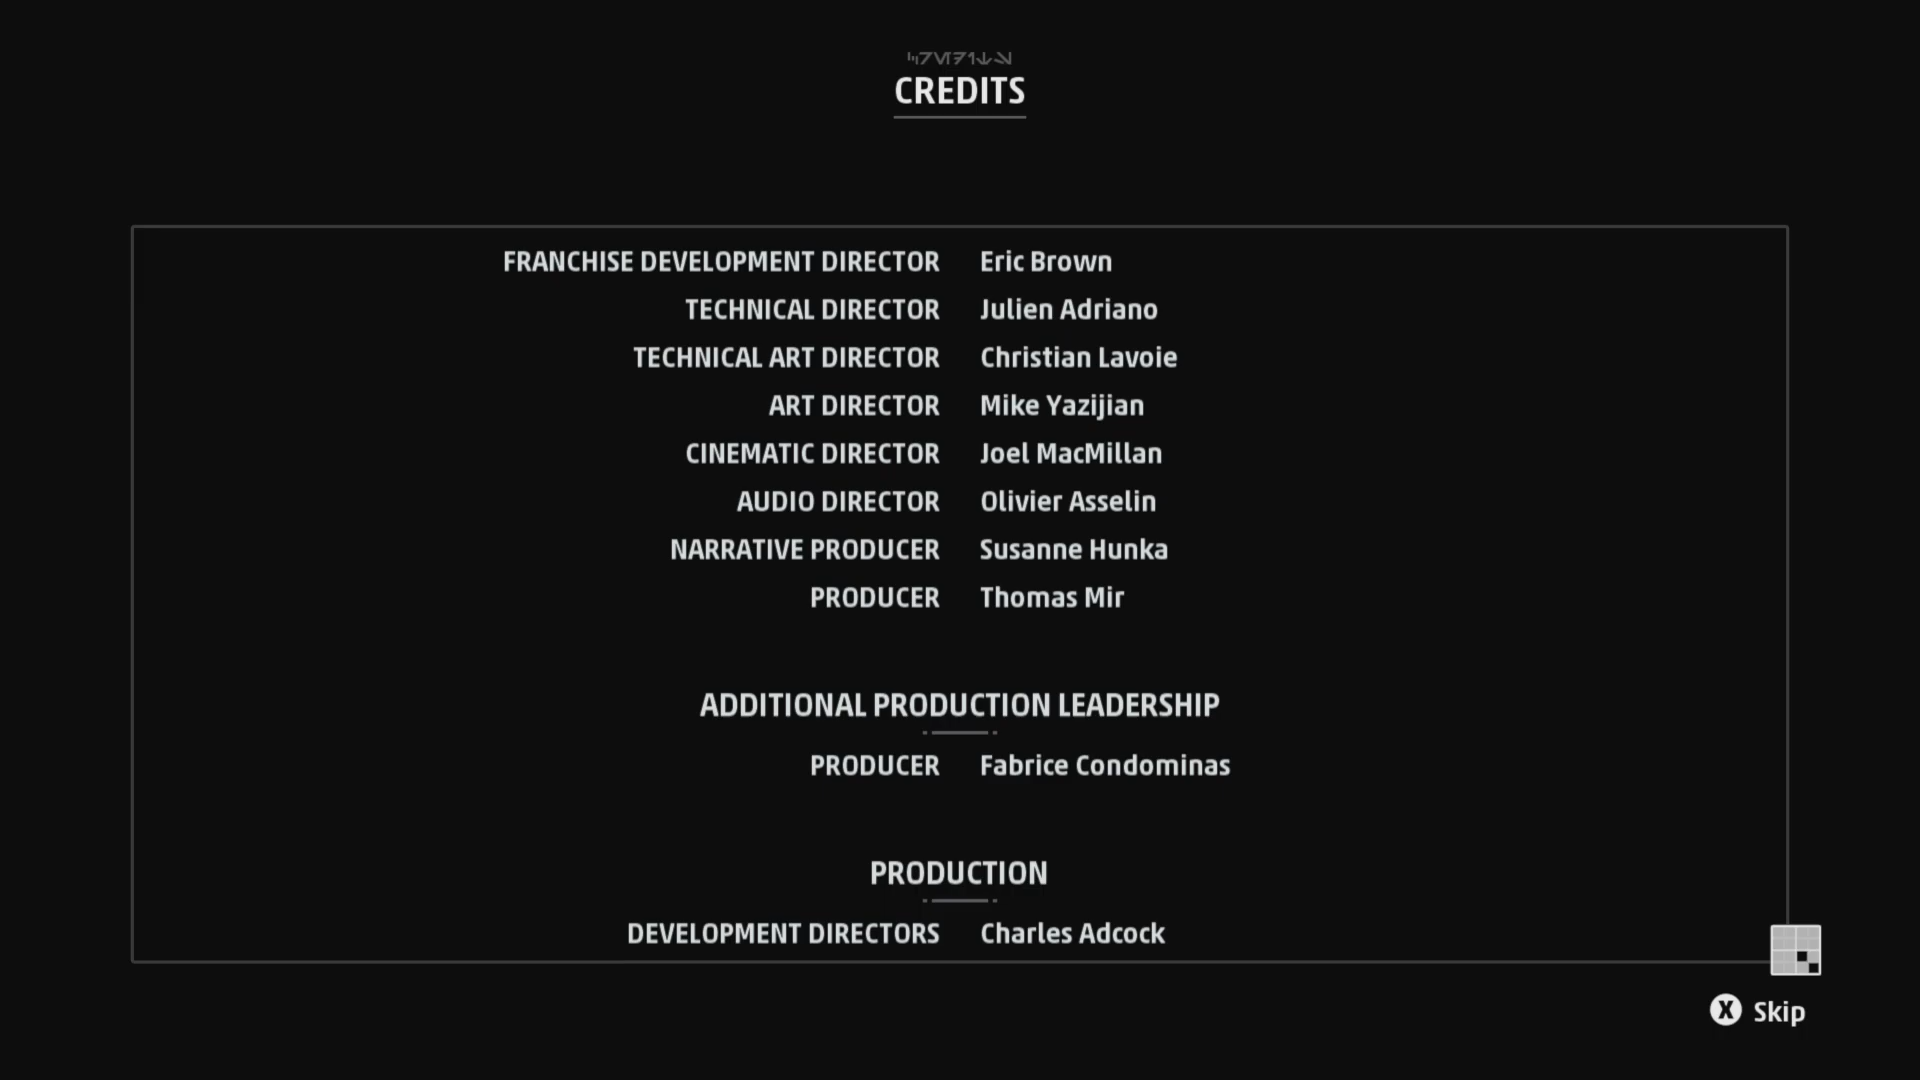 CREDITS
FRANCHISE DEVELOPMENT DIRECTOR Eric Brown
TECHNICAL DIRECTOR Julien Adriano
TECHNICAL ART DIRECTOR Christian Lavoie
ART DIRECTOR Mike Yazijian
CINEMATIC DIRECTOR Joel MacMillan
AUDIO DIRECTOR Olivier Asselin
NARRATIVE PRODUCER Susanne Hunka
PRODUCER Thomas Mir
ADDITIONAL PRODUCTION LEADERSHIP
PRODUCER Fabrice Condominas
PRODUCTION
DEVELOPMENT DIRECTORS Charles Adcock
X Skip